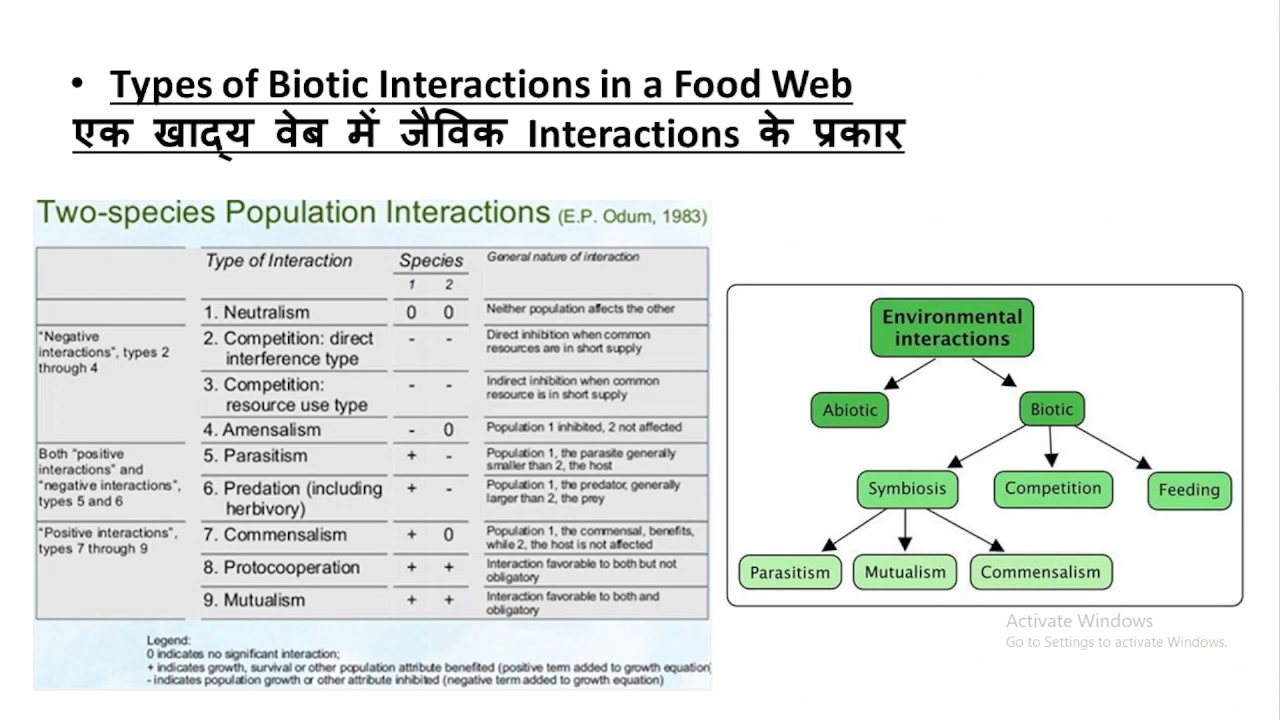 • Types of Biotic Interactions in a Food Web
एक खाद्य वेब में जैविक Interactions के प्रकार
Two-species Population Interactions (E.P. Odum, 1983)
Type of Interaction Species General nature of interaction
1 2
1. Neutralism 0 0 Neither population affects the other
"Negative
interactions", types 2
through 4
2. Competition: direct
interference type
- -
Direct inhibition when common
resources are in short supply
3. Competition:
resource use type
- -
Indirect inhibition when common
resource is in short supply
4. Amensalism - 0 Population 1 inhibited, 2 not affected
Both "positive
interactions" and
"negative interactions",
types 5 and 6
5. Parasitism + -
Population 1, the parasite generally
smaller than 2, the host
6. Predation (including
herbivory)
+ -
Population 1, the predator, generally
larger than 2, the prey
"Positive interactions",
types 7 through 9
7. Commensalism + 0
Population 1, the commensal, benefits,
while 2, the host is not affected
8. Protocooperation + +
Interaction favorable to both but not
obligatory
9. Mutualism + +
Interaction favorable to both and
obligatory
Legend:
0 indicates no significant interaction;
+ indicates growth, survival or other population attribute benefited (positive term added to growth equation)
- indicates population growth or other attribute inhibited (negative term added to growth equation)
Environmental
interactions
Abiotic Biotic
Symbiosis Competition Feeding
Parasitism Mutualism Commensalism
Activate Windows
Go to Settings to activate Windows.